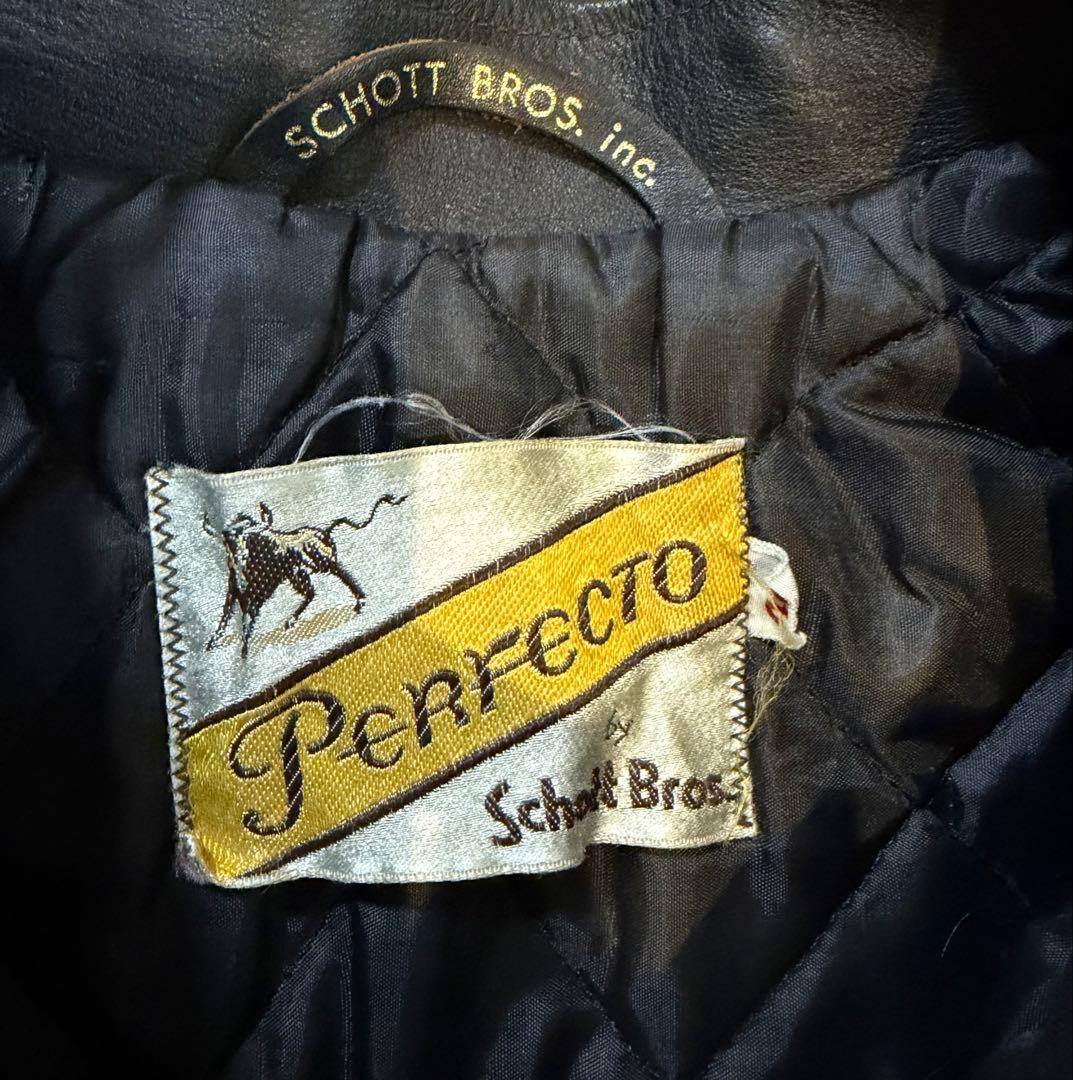 SCHOTT BROS. inc.
PERFECTO
by
Schott Bros.